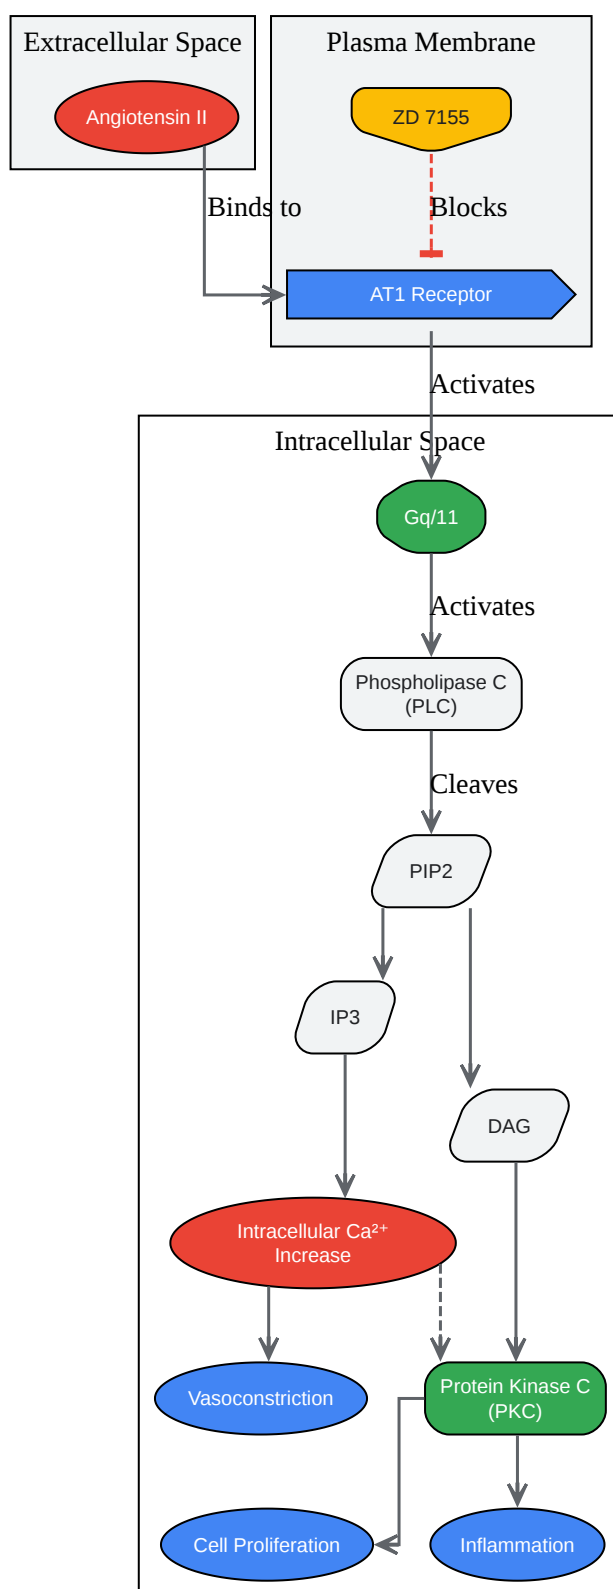 Extracellular Space
Plasma Membrane
Angiotensin II
ZD 7155
Binds to
Blocks
AT1 Receptor
Activates
Intracellular Space
Gq/11
Activates
Phospholipase C
(PLC)
Cleaves
PIP2
IP3
DAG
Intracellular Ca²⁺
Increase
Vasoconstriction
Protein Kinase C
(PKC)
Cell Proliferation
Inflammation